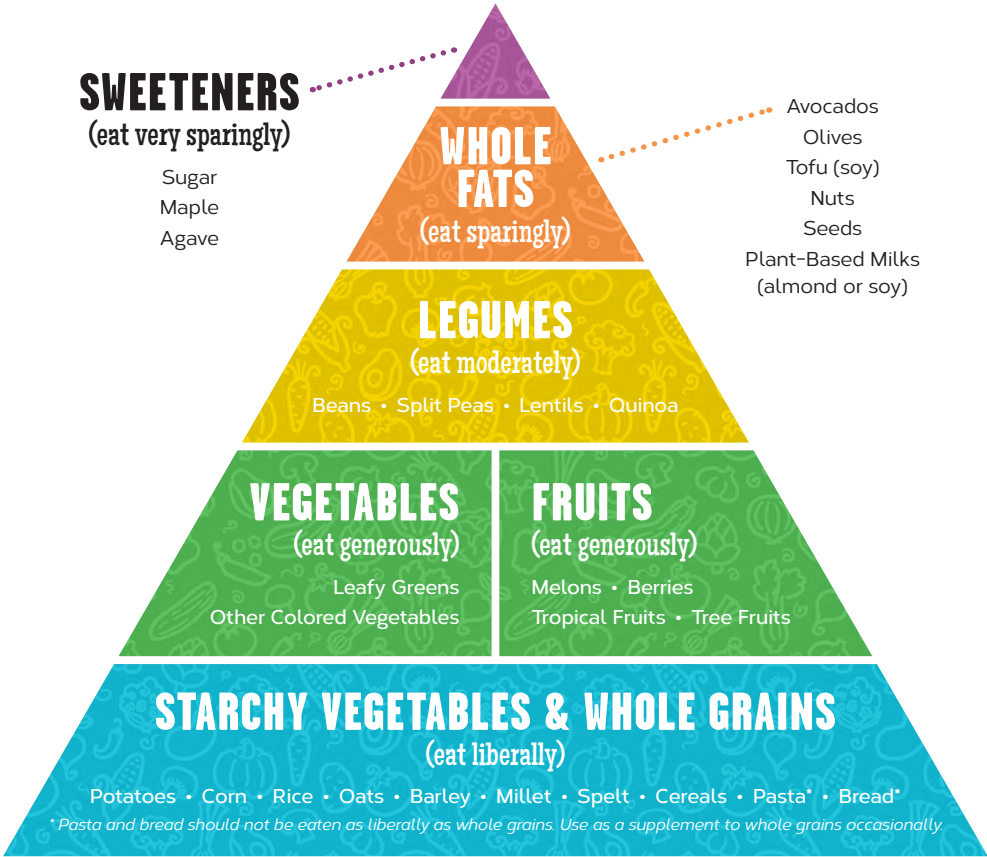 SWEETENERS
(eat very sparingly)
Sugar
Maple
Agave
WHOLE
FATS
(eat sparingly)
Avocados
Olives
Tofu (soy)
Nuts
Seeds
Plant-Based Milks
(almond or soy)
LEGUMES
(eat moderately)
Beans • Split Peas • Lentils • Quinoa
VEGETABLES
(eat generously)
Leafy Greens
Other Colored Vegetables
FRUITS
(eat generously)
Melons • Berries
Tropical Fruits • Tree Fruits
STARCHY VEGETABLES & WHOLE GRAINS
(eat liberally)
Potatoes • Corn • Rice • Oats • Barley • Millet • Spelt • Cereals • Pasta* • Bread*
*Pasta and bread should not be eaten as liberally as whole grains. Use as a supplement to whole grains occasionally.